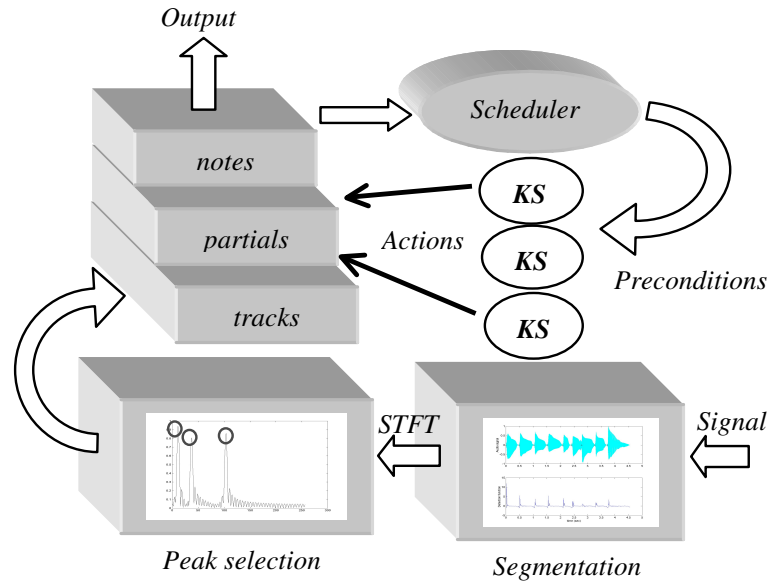 Output
Scheduler
notes
KS
partials
Actions
KS
Preconditions
tracks
KS
STFT
Signal
Peak selection
Segmentation